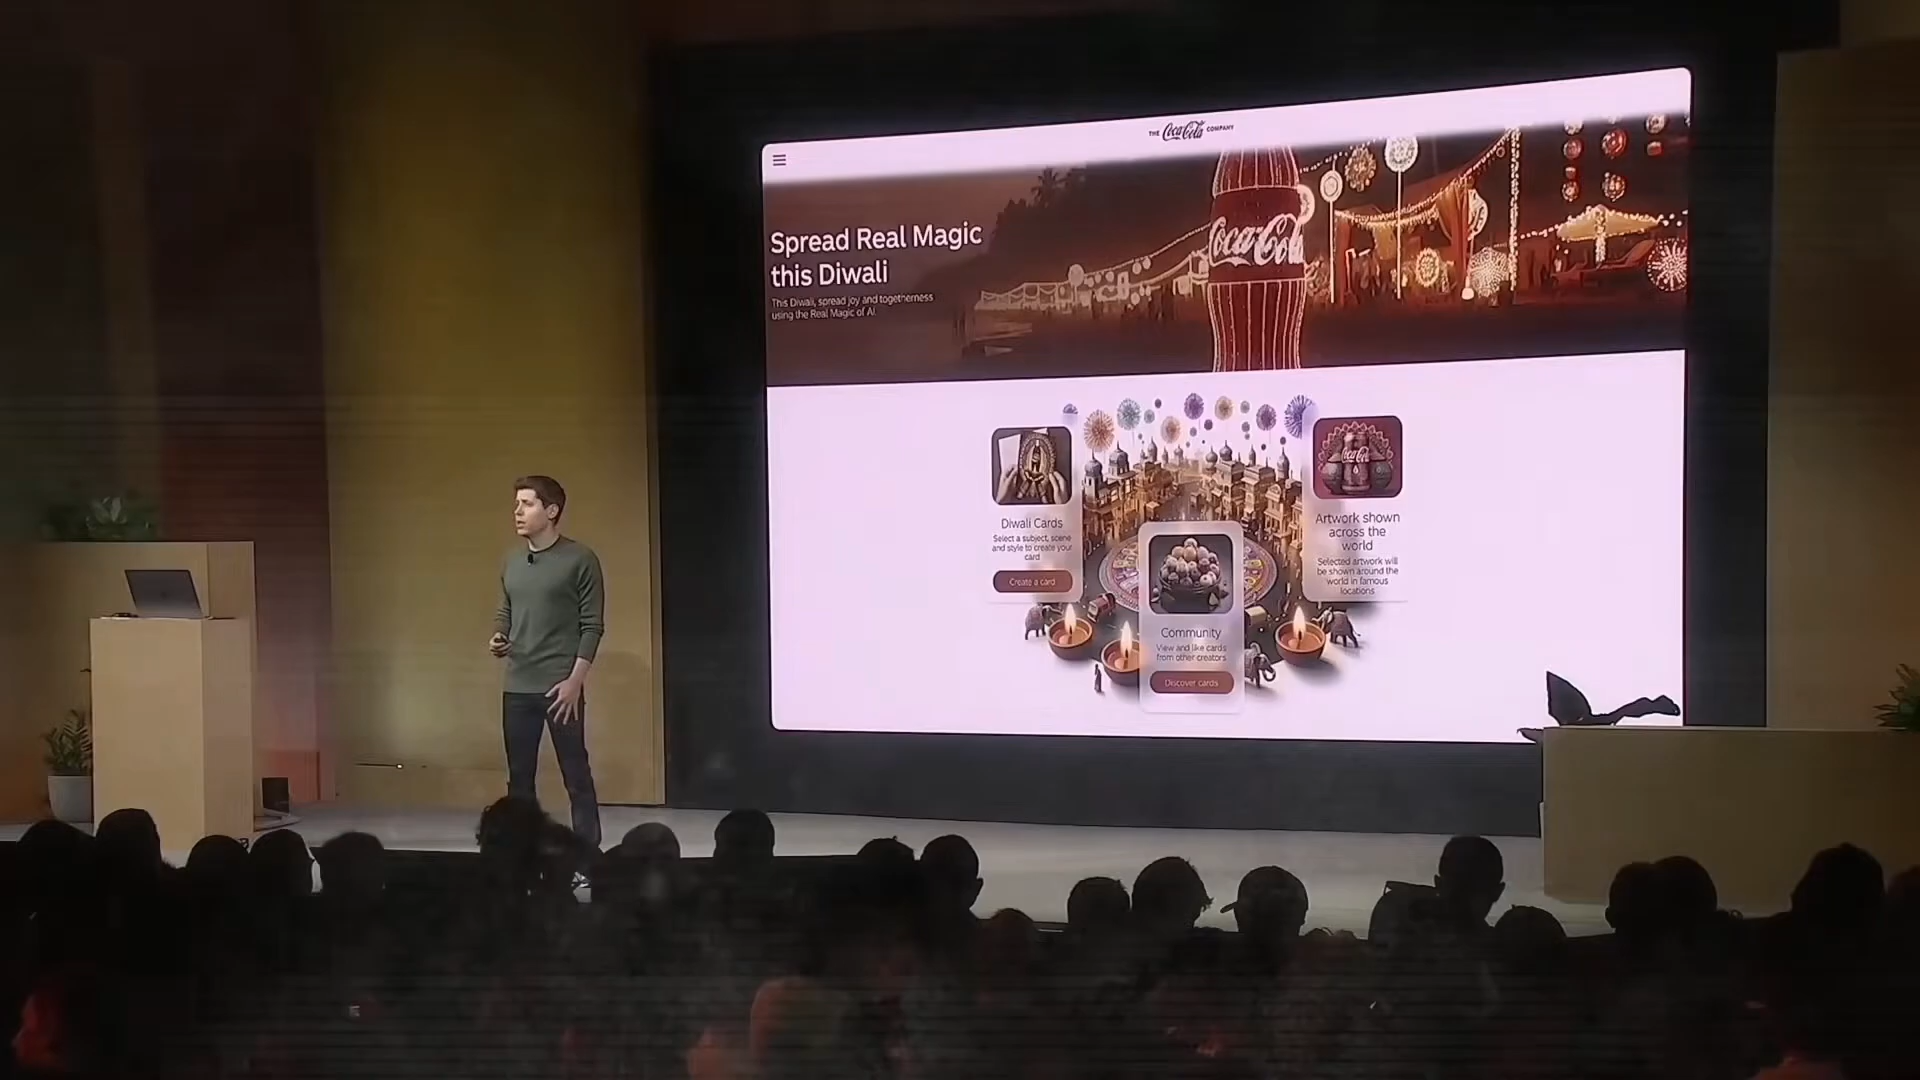 THE Coca-Cola COMPANY
Spread Real Magic
this Diwali
This Diwali, spread joy and togetherness
using the Real Magic of AI.
Coca-Cola
Diwali Cards
Select a subject, scene
and style to create your
card
Create a card
Community
View and like cards
from other creators
Discover cards
Artwork shown
across the
world
Selected artwork will
be shown around the
world in famous
locations